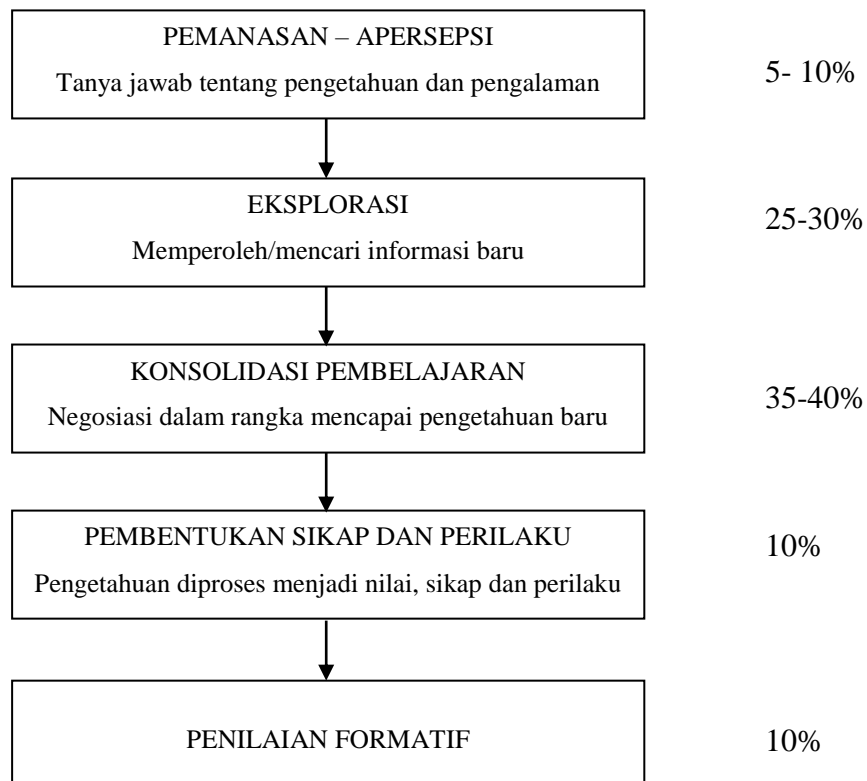 PEMANASAN – APERSEPSI
Tanya jawab tentang pengetahuan dan pengalaman
5- 10%
EKSPLORASI
Memperoleh/mencari informasi baru
25-30%
KONSOLIDASI PEMBELAJARAN
Negosiasi dalam rangka mencapai pengetahuan baru
35-40%
PEMBENTUKAN SIKAP DAN PERILAKU
Pengetahuan diproses menjadi nilai, sikap dan perilaku
10%
PENILAIAN FORMATIF
10%